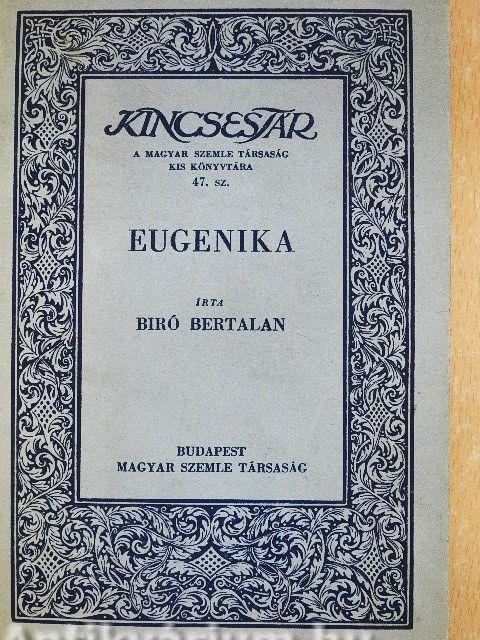 KINCSESTÁR
A MAGYAR SZEMLE TÁRSASÁG
KIS KÖNYVTÁRA
47. SZ.
EUGENIKA
ÍRTA
BIRÓ BERTALAN
BUDAPEST
MAGYAR SZEMLE TÁRSASÁG